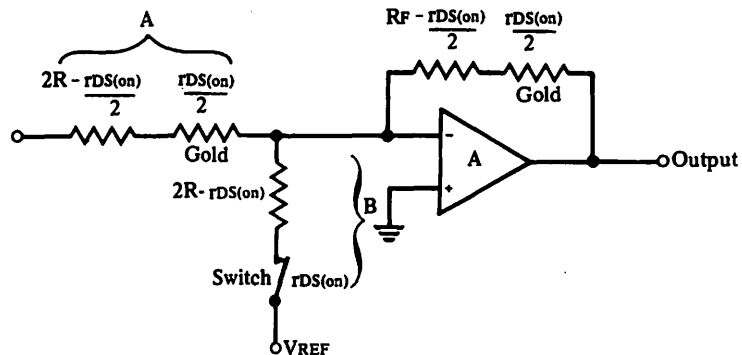 A
2R - rDS(on)
2
rDS(on)
2
Gold
RF - rDS(on)
2
rDS(on)
2
Gold
-
A
+
Output
2R - rDS(on)
B
Switch
rDS(on)
VREF